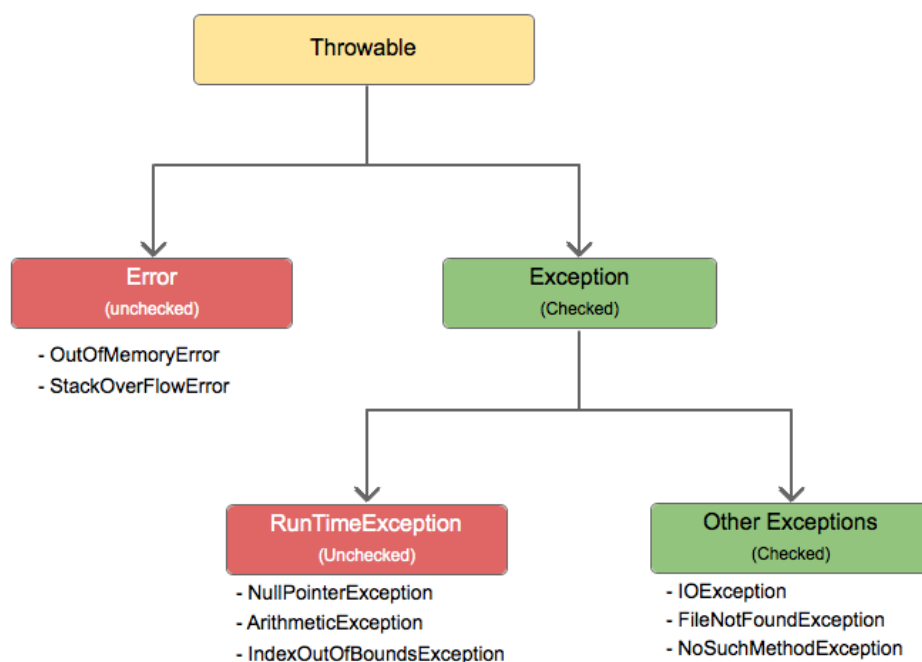 Throwable
Error
(unchecked)
- OutOfMemoryError
- StackOverFlowError
Exception
(Checked)
RunTimeException
(Unchecked)
- NullPointerException
- ArithmeticException
- IndexOutOfBoundsException
Other Exceptions
(Checked)
- IOException
- FileNotFoundException
- NoSuchMethodException